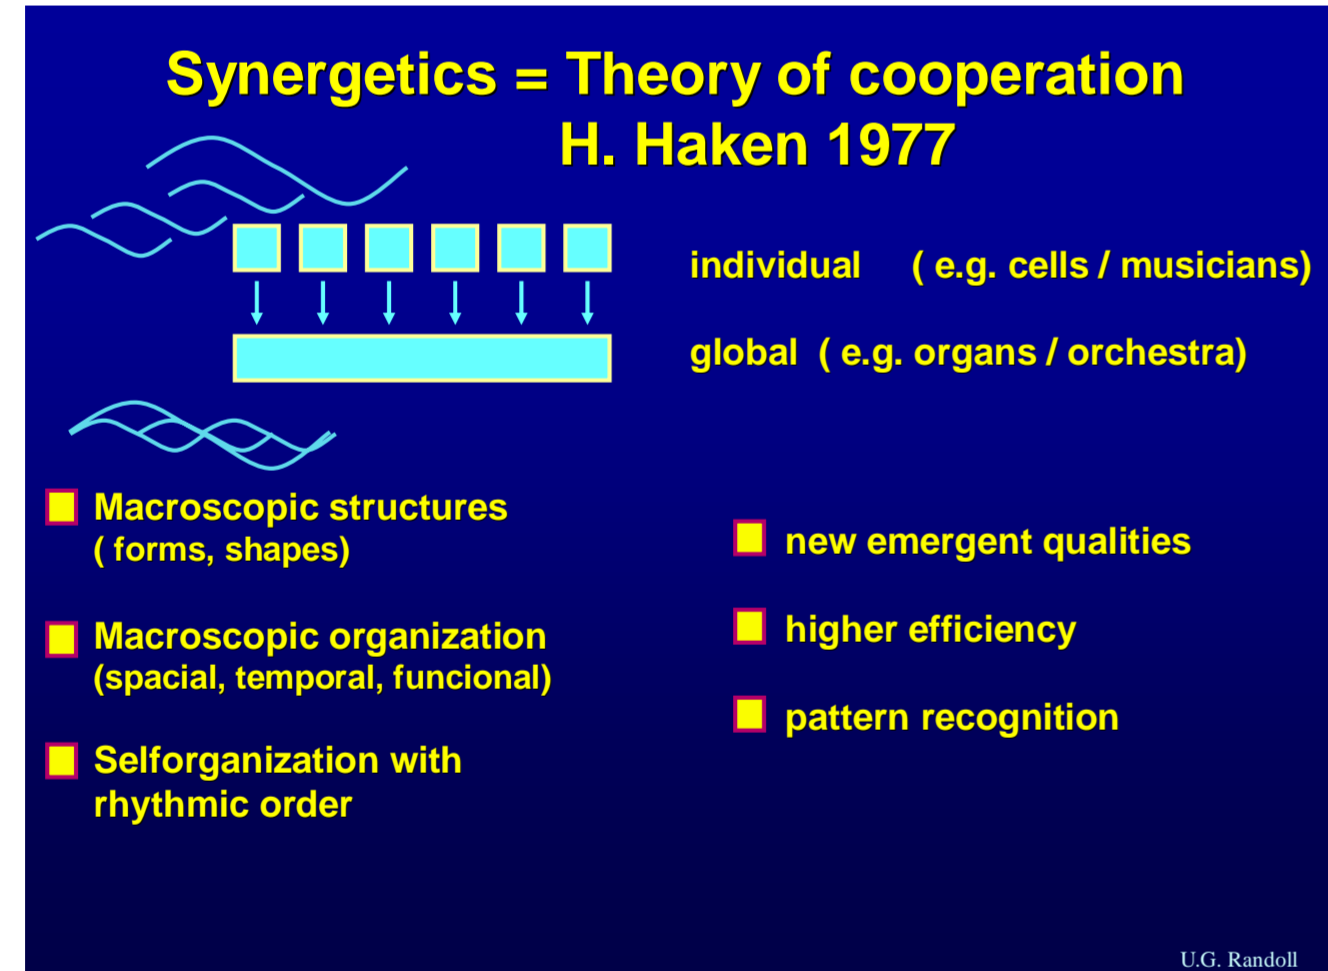 Synergetics = Theory of cooperation
H. Haken 1977
individual ( e.g. cells / musicians)
global ( e.g. organs / orchestra)
Macroscopic structures
( forms, shapes)
Macroscopic organization
(spacial, temporal, funcional)
Selforganization with
rhythmic order
new emergent qualities
higher efficiency
pattern recognition
U.G. Randoll